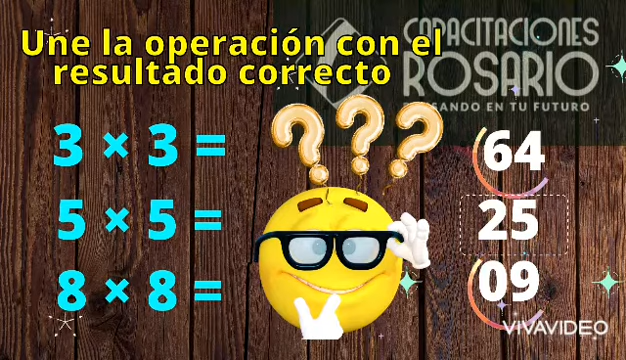 Une la operación con el
resultado correcto
CAPACITACIONES
ROSARIO
EN TU FUTURO
3 × 3 =
5 × 5 =
8 × 8 =
64
25
09
VIVAVIDEO